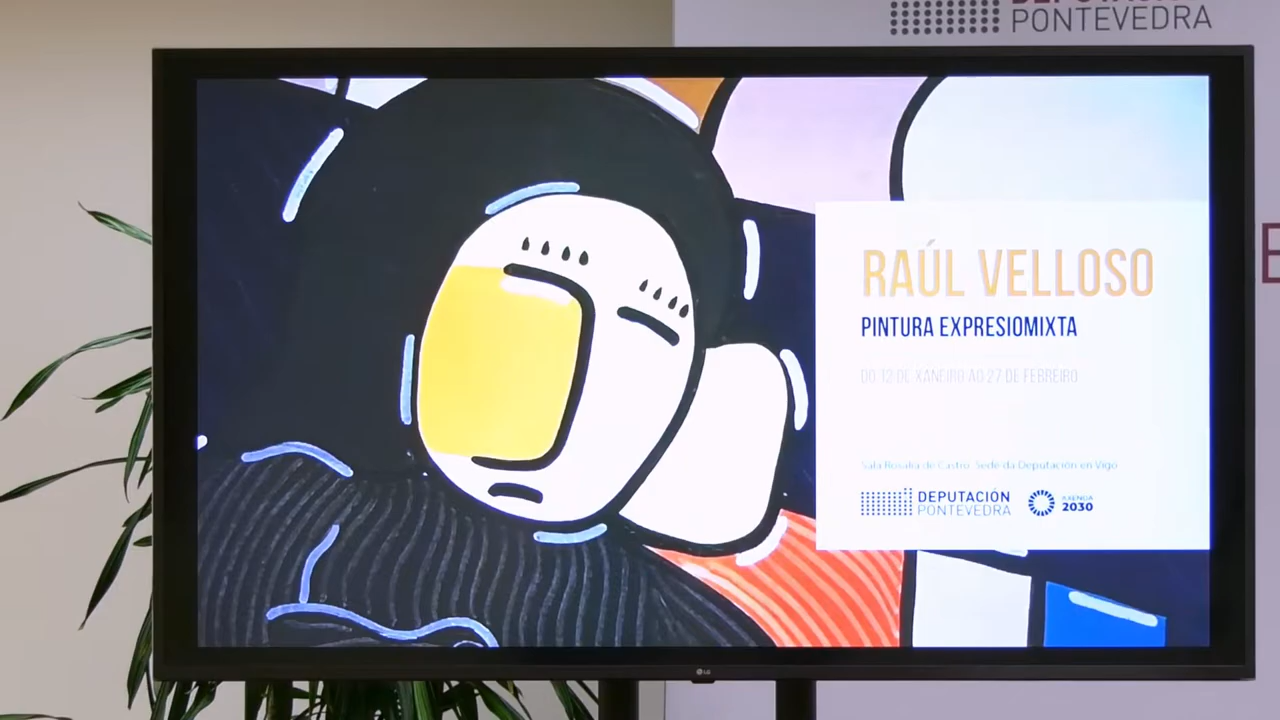 PONTEVEDRA
RAÚL VELLOSO
PINTURA EXPRESIOMIXTA
DO 12 DE XANEIRO AO 27 DE FEBREIRO
Sala Rosalía de Castro. Sede da Deputación en Vigo
DEPUTACIÓN
PONTEVEDRA
AXENDA
2030
LG